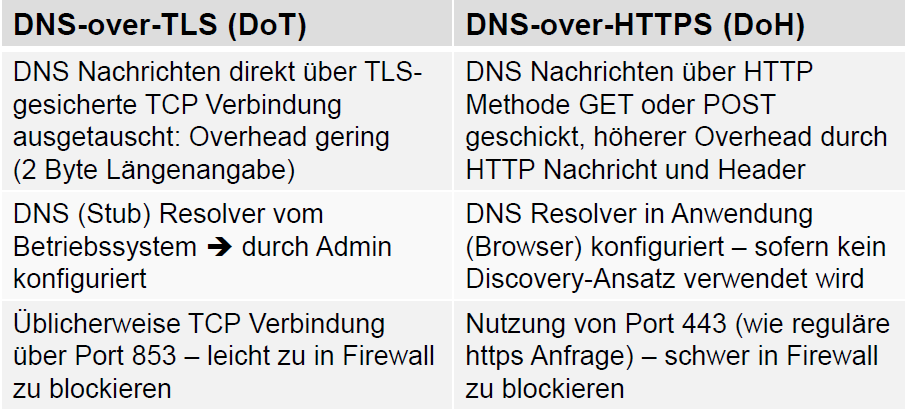 DNS-over-TLS (DoT)
DNS-over-HTTPS (DoH)
DNS Nachrichten direkt über TLS-
gesicherte TCP Verbindung
ausgetauscht: Overhead gering
(2 Byte Längenangabe)
DNS Nachrichten über HTTP
Methode GET oder POST
geschickt, höherer Overhead durch
HTTP Nachricht und Header
DNS (Stub) Resolver vom
Betriebssystem ➔ durch Admin
konfiguriert
DNS Resolver in Anwendung
(Browser) konfiguriert – sofern kein
Discovery-Ansatz verwendet wird
Üblicherweise TCP Verbindung
über Port 853 – leicht zu in Firewall
zu blockieren
Nutzung von Port 443 (wie reguläre
https Anfrage) – schwer in Firewall
zu blockieren